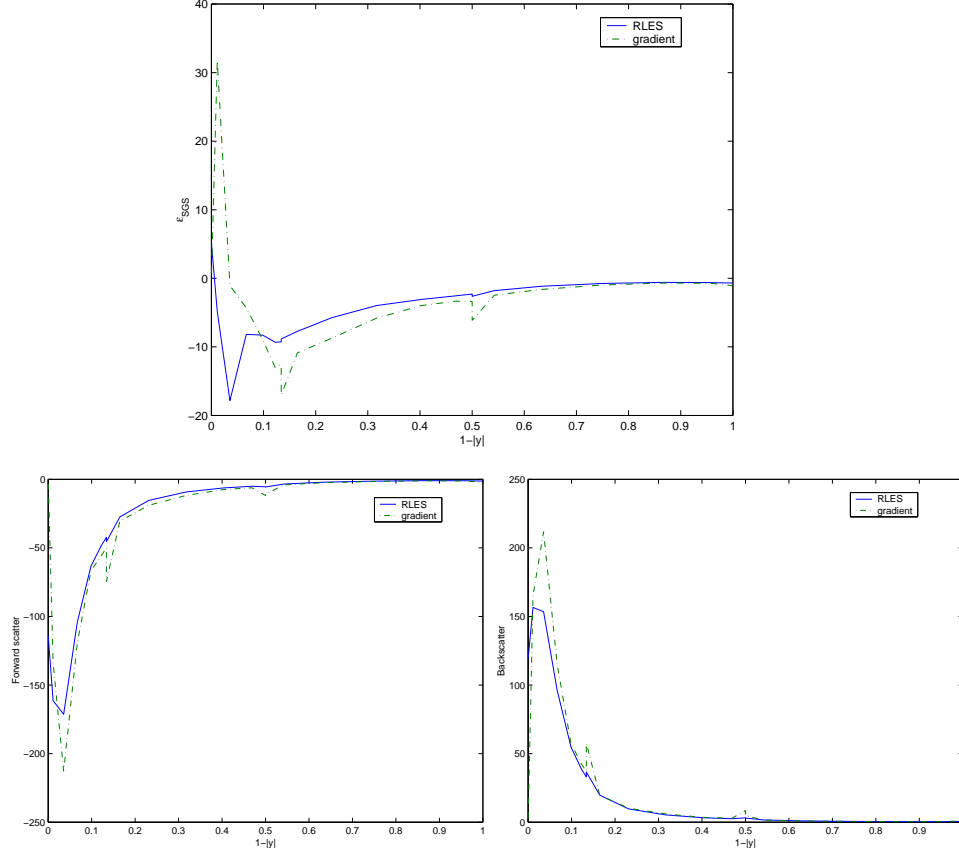 40
30
20
10
0
−10
−20
ε_SGS
RLES
gradient
0 0.1 0.2 0.3 0.4 0.5 0.6 0.7 0.8 0.9 1
1−|y|
0
−50
−100
−150
−200
−250
Forward scatter
RLES
gradient
0 0.1 0.2 0.3 0.4 0.5 0.6 0.7 0.8 0.9 1
1−|y|
250
200
150
100
50
0
Backscatter
RLES
gradient
0 0.1 0.2 0.3 0.4 0.5 0.6 0.7 0.8 0.9
1−|y|